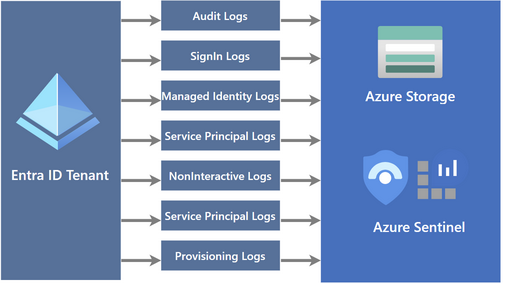 Entra ID Tenant
Audit Logs
SignIn Logs
Managed Identity Logs
Service Principal Logs
NonInteractive Logs
Service Principal Logs
Provisioning Logs
Azure Storage
Azure Sentinel